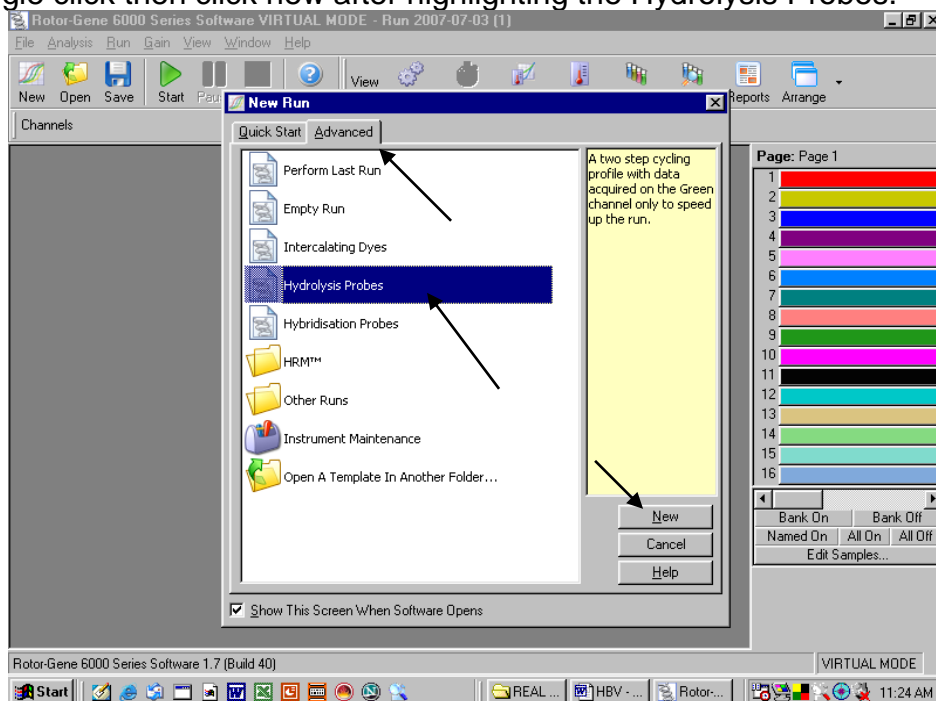 gle click then click new after highlighting the Hydrolysis Probes.
Rotor-Gene 6000 Series Software VIRTUAL MODE - Run 2007-07-03 (1)
File Analysis Run Gain View Window Help
New Open Save Start Pau View Reports Arrange
Channels
New Run
Quick Start Advanced
Perform Last Run
Empty Run
Intercalating Dyes
Hydrolysis Probes
Hybridisation Probes
HRM™
Other Runs
Instrument Maintenance
Open A Template In Another Folder...
A two step cycling
profile with data
acquired on the Green
channel only to speed
up the run.
New
Cancel
Help
Show This Screen When Software Opens
Page: Page 1
1
2
3
4
5
6
7
8
9
10
11
12
13
14
15
16
Bank On Bank Off
Named On All On All Off
Edit Samples...
Rotor-Gene 6000 Series Software 1.7 (Build 40) VIRTUAL MODE
Start REAL ... HBV - ... Rotor-... 11:24 AM